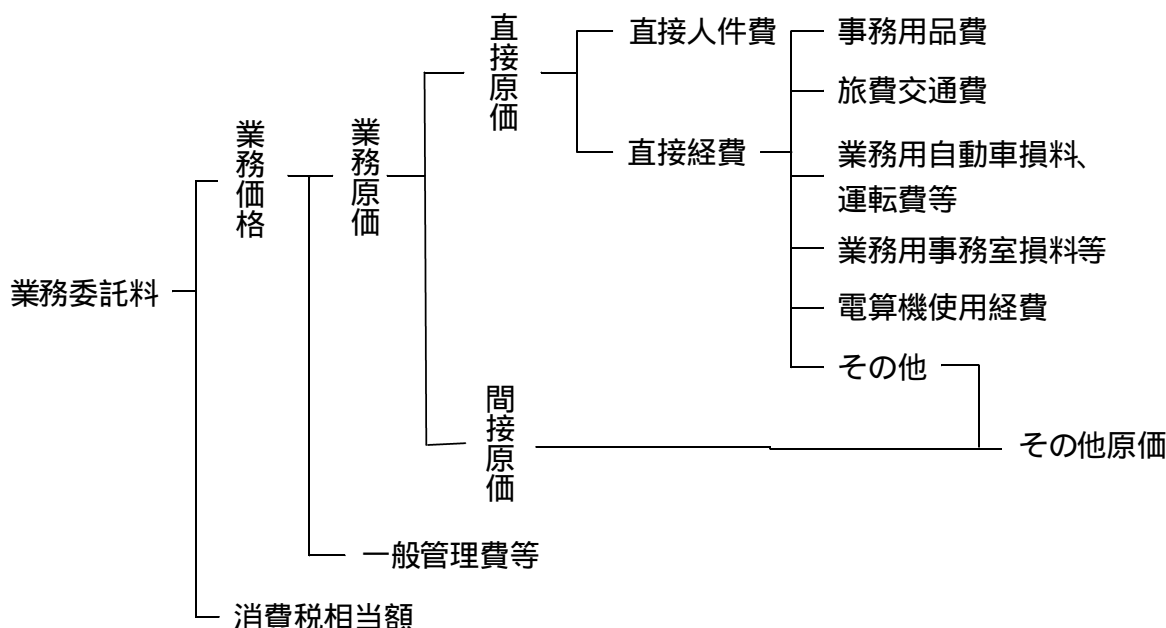 業務委託料
業務価格
消費税相当額
業務原価
一般管理費等
直接原価
間接原価
直接人件費
直接経費
事務用品費
旅費交通費
業務用自動車損料、
運転費等
業務用事務室損料等
電算機使用経費
その他
その他原価